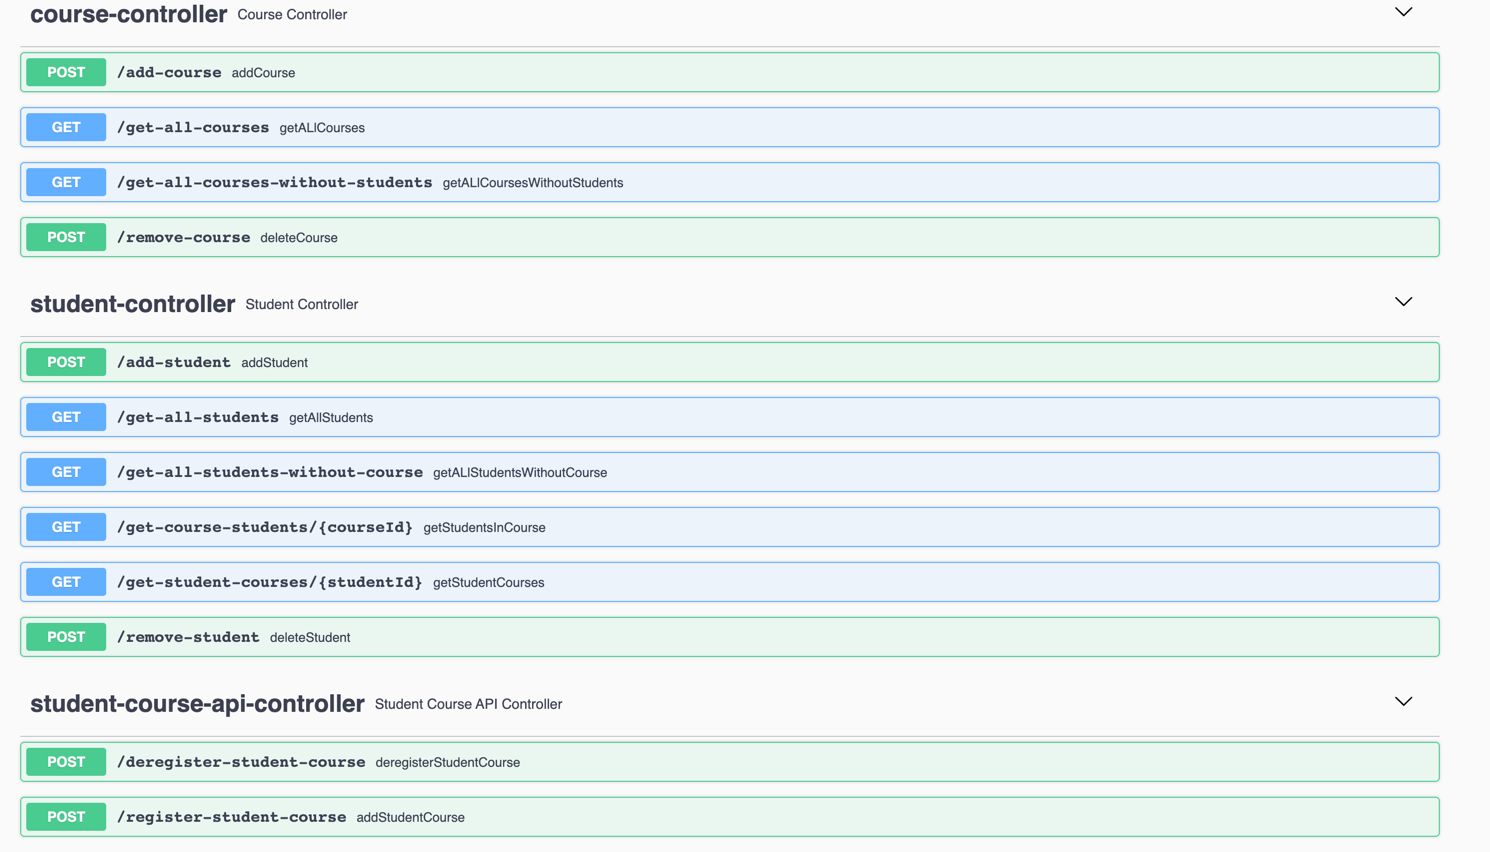 course-controller Course Controller
POST /add-course addCourse
GET /get-all-courses getALlCourses
GET /get-all-courses-without-students getALlCoursesWithoutStudents
POST /remove-course deleteCourse
student-controller Student Controller
POST /add-student addStudent
GET /get-all-students getAllStudents
GET /get-all-students-without-course getALlStudentsWithoutCourse
GET /get-course-students/{courseId} getStudentsInCourse
GET /get-student-courses/{studentId} getStudentCourses
POST /remove-student deleteStudent
student-course-api-controller Student Course API Controller
POST /deregister-student-course deregisterStudentCourse
POST /register-student-course addStudentCourse